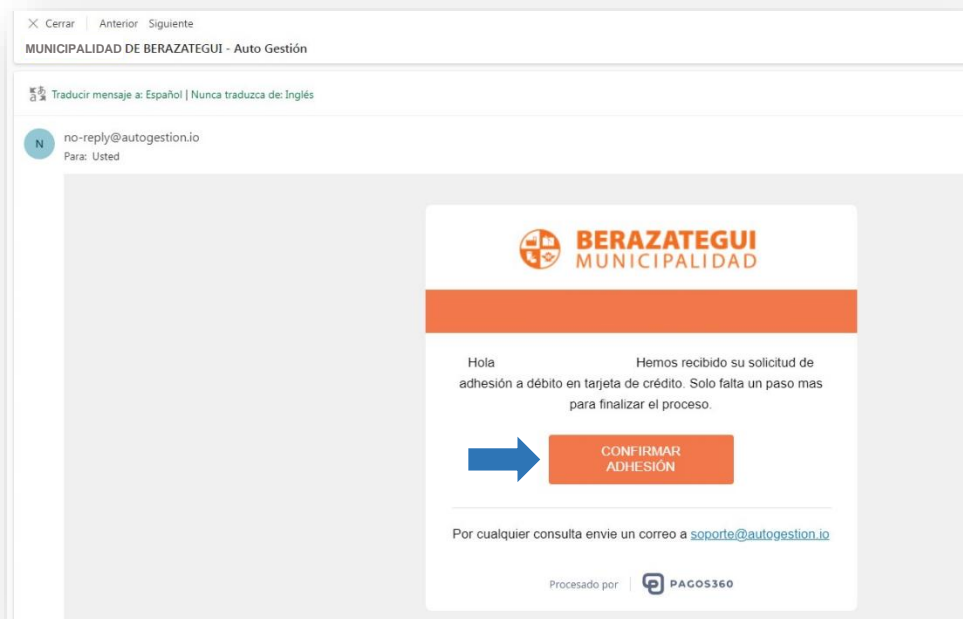 Cerrar Anterior Siguiente
MUNICIPALIDAD DE BERAZATEGUI - Auto Gestión
Traducir mensaje a: Español | Nunca traduzca de: Inglés
N
no-reply@autogestion.io
Para: Usted
BERAZATEGUI
MUNICIPALIDAD
Hola Hemos recibido su solicitud de
adhesión a débito en tarjeta de crédito. Solo falta un paso mas
para finalizar el proceso.
CONFIRMAR
ADHESIÓN
Por cualquier consulta envie un correo a soporte@autogestion.io
Procesado por PAGOS360